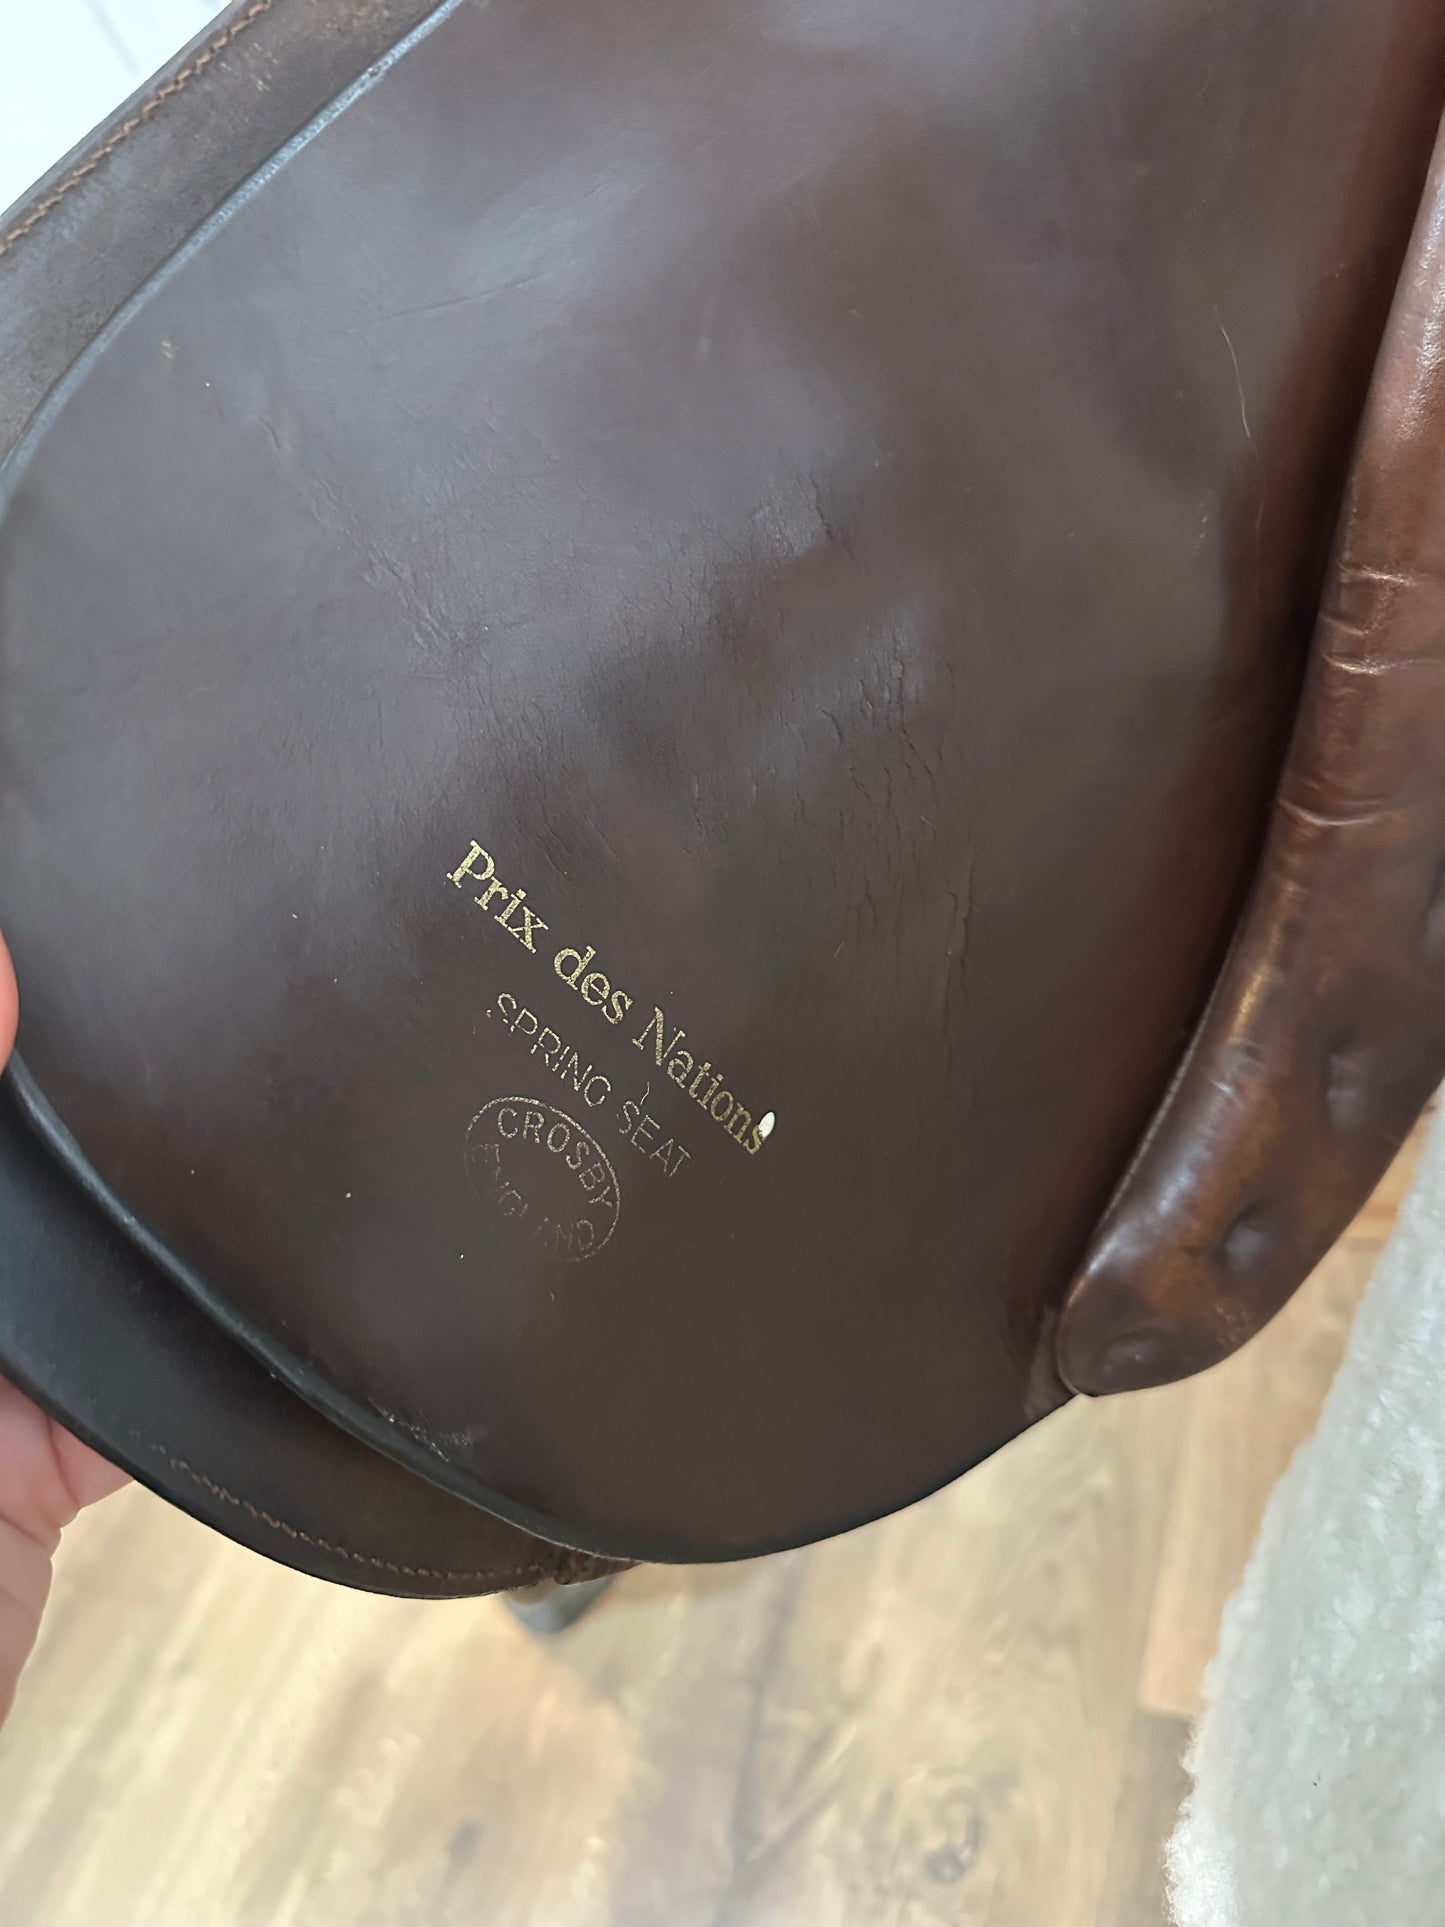 Prix des Nations
SPRING SEAT
CROSBY
ENGLAND